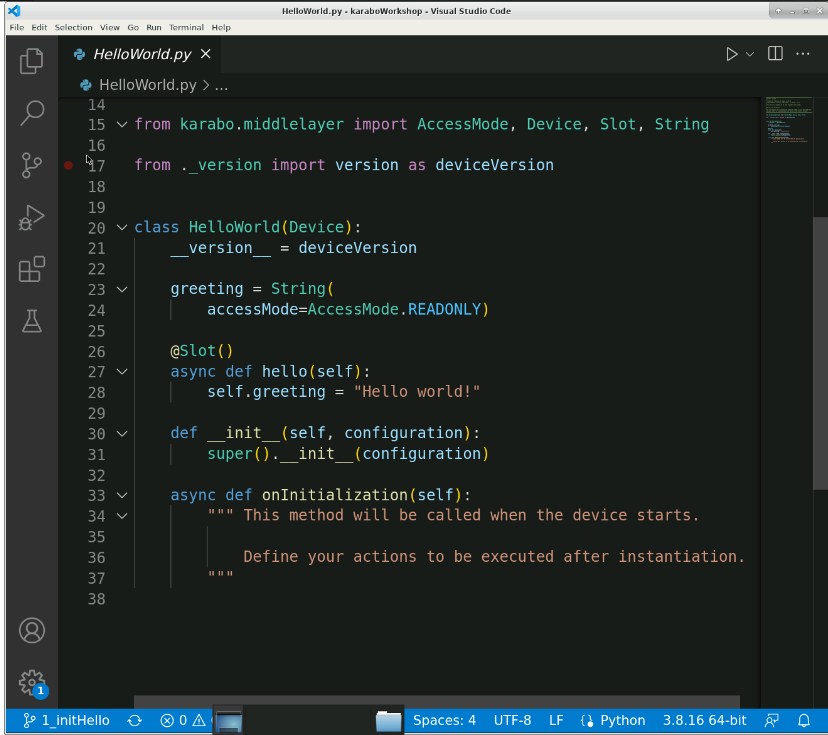 HelloWorld.py - karaboWorkshop - Visual Studio Code
File Edit Selection View Go Run Terminal Help
HelloWorld.py
HelloWorld.py > ...
14
15 from karabo.middlelayer import AccessMode, Device, Slot, String
16
17 from ._version import version as deviceVersion
18
19
20 class HelloWorld(Device):
21 __version__ = deviceVersion
22
23 greeting = String(
24 accessMode=AccessMode.READONLY)
25
26 @Slot()
27 async def hello(self):
28 self.greeting = "Hello world!"
29
30 def __init__(self, configuration):
31 super().__init__(configuration)
32
33 async def onInitialization(self):
34 """ This method will be called when the device starts.
35
36 Define your actions to be executed after instantiation.
37 """
38
1
1_initHello 0 Spaces: 4 UTF-8 LF Python 3.8.16 64-bit